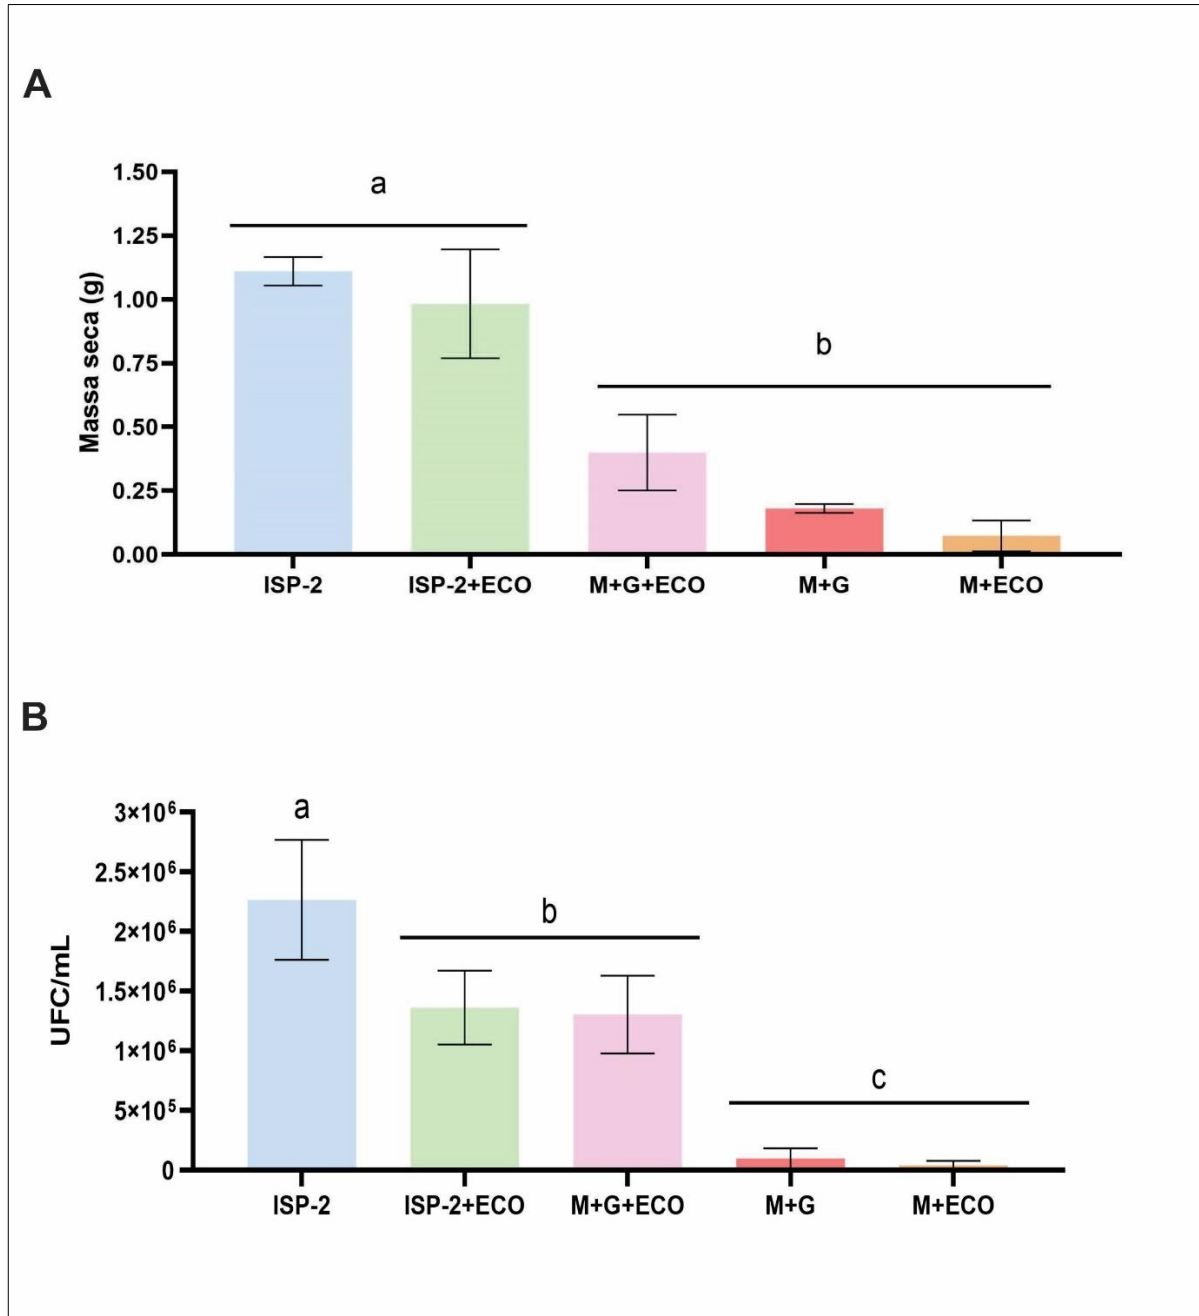 A
1.50
a
1.25
1.00
b
0.75
0.50
0.25
0.00
Massa seca (g)
ISP-2 ISP-2+ECO M+G+ECO M+G M+ECO
B
3×10⁶
a
2.5×10⁶
b
2×10⁶
1.5×10⁶
1×10⁶
c
5×10⁵
0
UFC/mL
ISP-2 ISP-2+ECO M+G+ECO M+G M+ECO